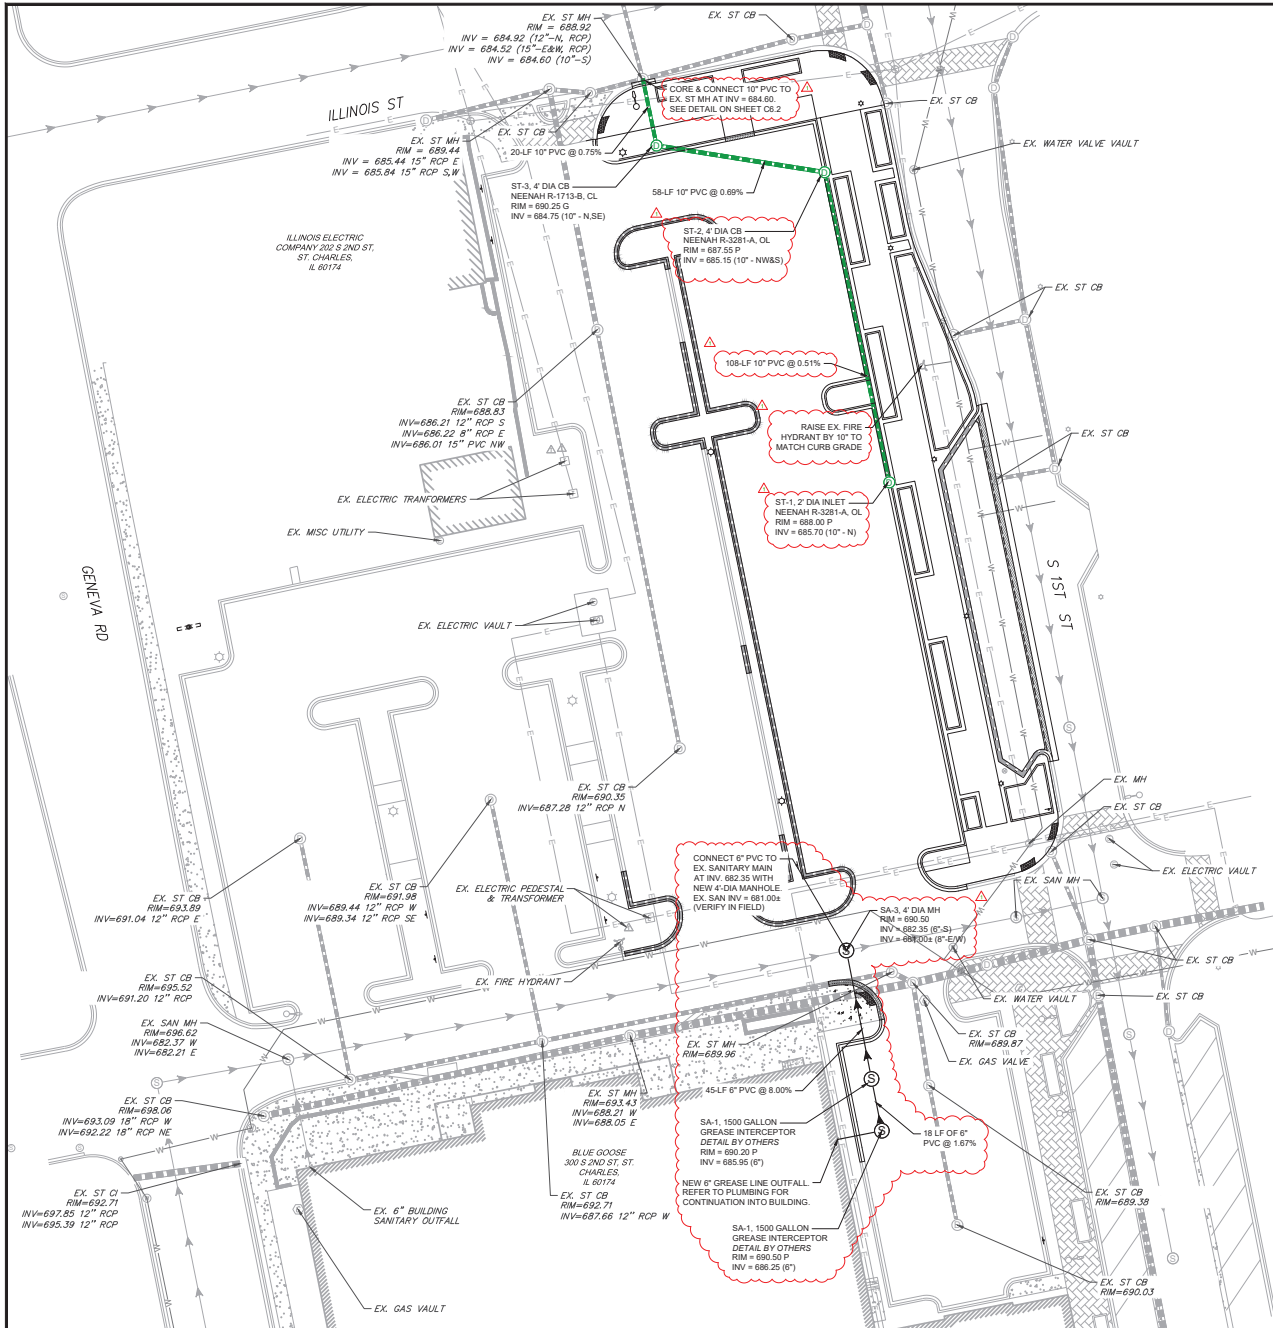 EX. ST MH
RIM = 688.92
INV = 684.92 (12"-N, RCP)
INV = 684.52 (15"-E&W, RCP)
INV = 684.60 (10"-S)
EX. ST CB
ILLINOIS ST
CORE & CONNECT 10" PVC TO
EX. ST MH AT INV = 684.60.
SEE DETAIL ON SHEET C6.2
EX. ST CB
EX. ST CB
EX. ST MH
RIM = 689.44
INV = 685.44 15" RCP E
INV = 685.84 15" RCP S,W
20-LF 10" PVC @ 0.75%
EX. WATER VALVE VAULT
ST-3, 4' DIA CB
NEENAH R-1713-B, CL
RIM = 690.25 G
INV = 684.75 (10" - N,SE)
58-LF 10" PVC @ 0.69%
ST-2, 4' DIA CB
NEENAH R-3281-A, OL
RIM = 687.55 P
INV = 685.15 (10" - NW&S)
ILLINOIS ELECTRIC
COMPANY 202 S 2ND ST,
ST. CHARLES,
IL 60174
EX. ST CB
108-LF 10" PVC @ 0.51%
EX. ST CB
RIM=688.83
INV=686.21 12" RCP S
INV=686.22 8" RCP E
INV=686.01 15" PVC NW
RAISE EX. FIRE
HYDRANT BY 10" TO
MATCH CURB GRADE
EX. ST CB
EX. ELECTRIC TRANFORMERS
ST-1, 2' DIA INLET
NEENAH R-3281-A, OL
RIM = 688.00 P
INV = 685.70 (10" - N)
EX. MISC UTILITY
GENEVA RD
S 1ST ST
EX. ELECTRIC VAULT
EX. ST CB
RIM=690.35
INV=687.28 12" RCP N
EX. MH
EX. ST CB
CONNECT 6" PVC TO
EX. SANITARY MAIN
AT INV. 682.35 WITH
NEW 4'-DIA MANHOLE.
EX. SAN INV = 681.00±
(VERIFY IN FIELD)
EX. ELECTRIC VAULT
EX. SAN MH
EX. ST CB
RIM=693.89
INV=691.04 12" RCP E
EX. ST CB
RIM=691.98
INV=689.44 12" RCP W
INV=689.34 12" RCP SE
EX. ELECTRIC PEDESTAL
& TRANSFORMER
SA-3, 4' DIA MH
RIM = 690.50
INV = 682.35 (6"-S)
INV = 681.00± (8"-E/W)
EX. ST CB
EX. ST CB
RIM=695.52
INV=691.20 12" RCP
EX. FIRE HYDRANT
EX. WATER VAULT
EX. ST CB
EX. SAN MH
RIM=696.62
INV=682.37 W
INV=682.21 E
EX. ST MH
RIM=689.96
EX. ST CB
RIM=689.87
EX. GAS VALVE
45-LF 6" PVC @ 8.00%
EX. ST CB
RIM=698.06
INV=693.09 18" RCP W
INV=692.22 18" RCP NE
EX. ST MH
RIM=693.43
INV=688.21 W
INV=688.05 E
SA-1, 1500 GALLON
GREASE INTERCEPTOR
DETAIL BY OTHERS
RIM = 690.20 P
INV = 685.95 (6")
18 LF OF 6"
PVC @ 1.67%
BLUE GOOSE
300 S 2ND ST, ST.
CHARLES,
IL 60174
NEW 6" GREASE LINE OUTFALL.
REFER TO PLUMBING FOR
CONTINUATION INTO BUILDING.
EX. ST CI
RIM=692.71
INV=697.85 12" RCP
INV=695.39 12" RCP
EX. 6" BUILDING
SANITARY OUTFALL
EX. ST CB
RIM=692.71
INV=687.66 12" RCP W
EX. ST CB
RIM=689.38
SA-1, 1500 GALLON
GREASE INTERCEPTOR
DETAIL BY OTHERS
RIM = 690.50 P
INV = 686.25 (6")
EX. GAS VAULT
EX. ST CB
RIM=690.03